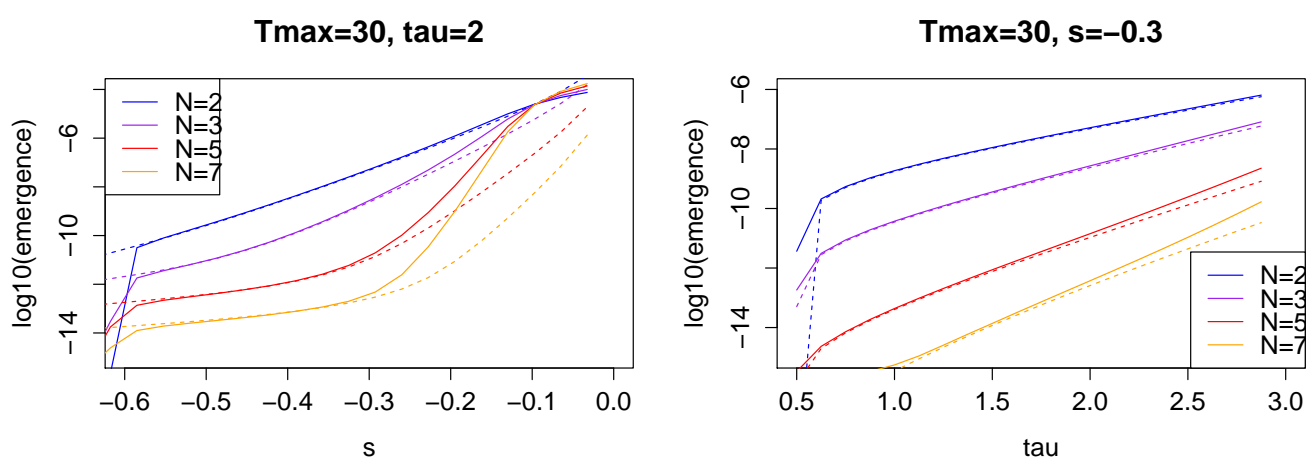 Tmax=30, tau=2
log10(emergence)
−6
−10
−14
N=2
N=3
N=5
N=7
−0.6 −0.5 −0.4 −0.3 −0.2 −0.1 0.0
s
Tmax=30, s=−0.3
log10(emergence)
−6
−8
−10
−14
N=2
N=3
N=5
N=7
0.5 1.0 1.5 2.0 2.5 3.0
tau